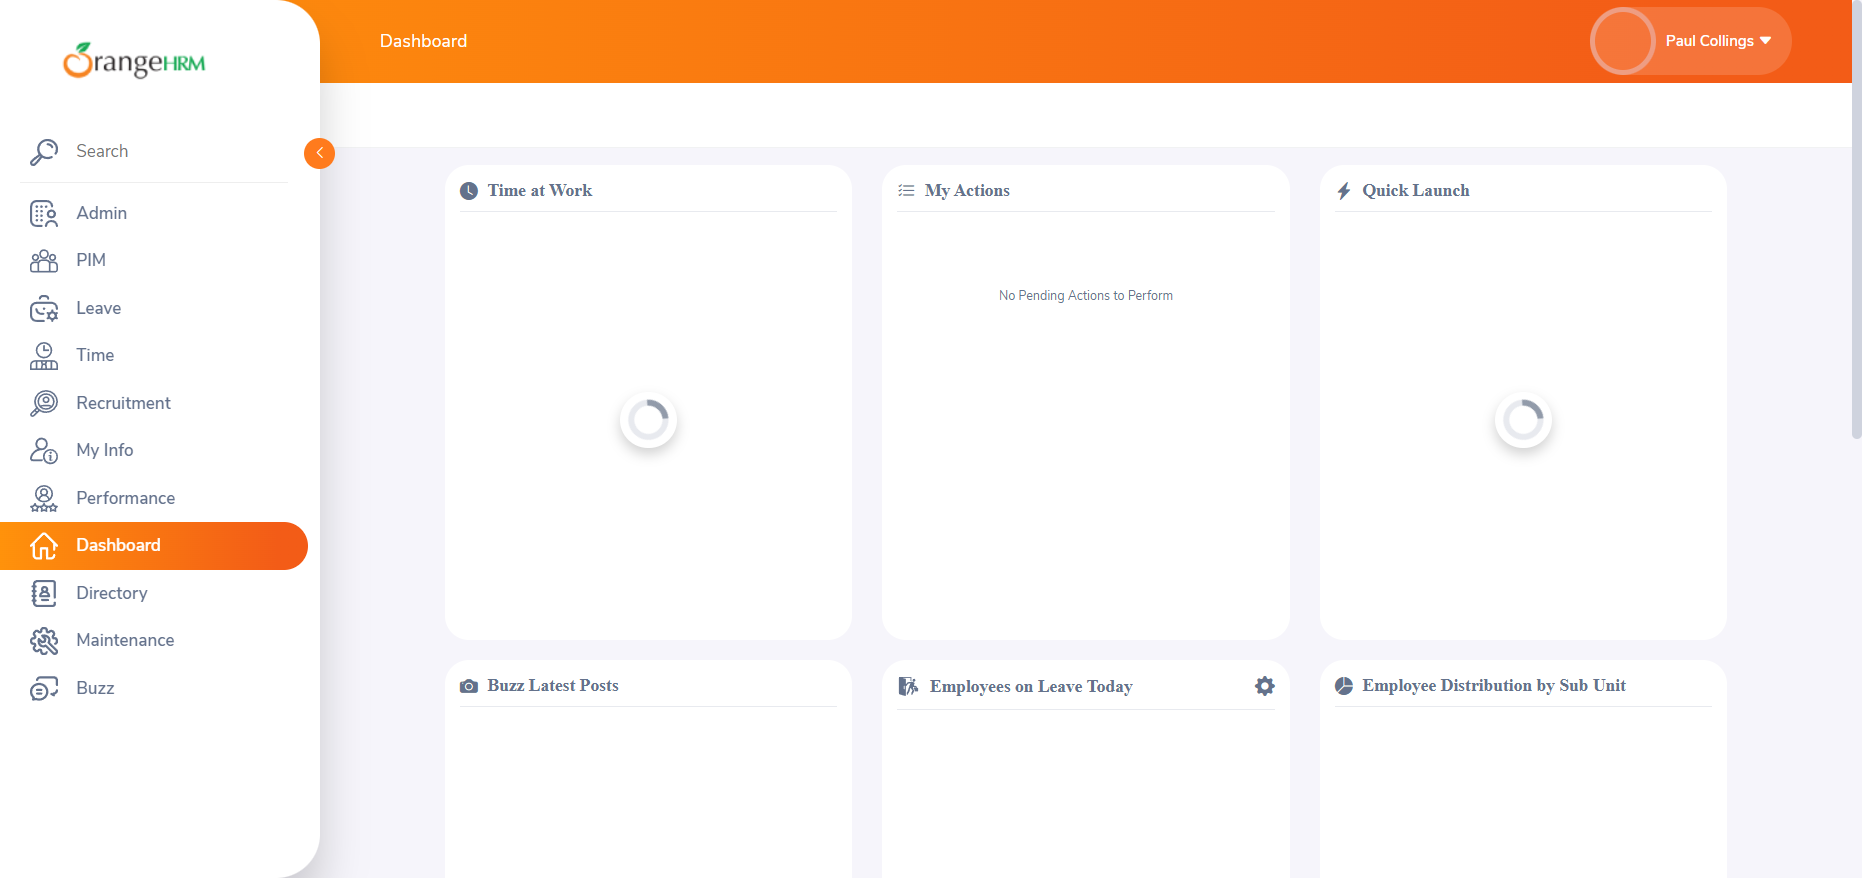 OrangeHRM
Dashboard
Paul Collings
Search
Admin
PIM
Leave
Time
Recruitment
My Info
Performance
Dashboard
Directory
Maintenance
Buzz
Time at Work
My Actions
No Pending Actions to Perform
Quick Launch
Buzz Latest Posts
Employees on Leave Today
Employee Distribution by Sub Unit